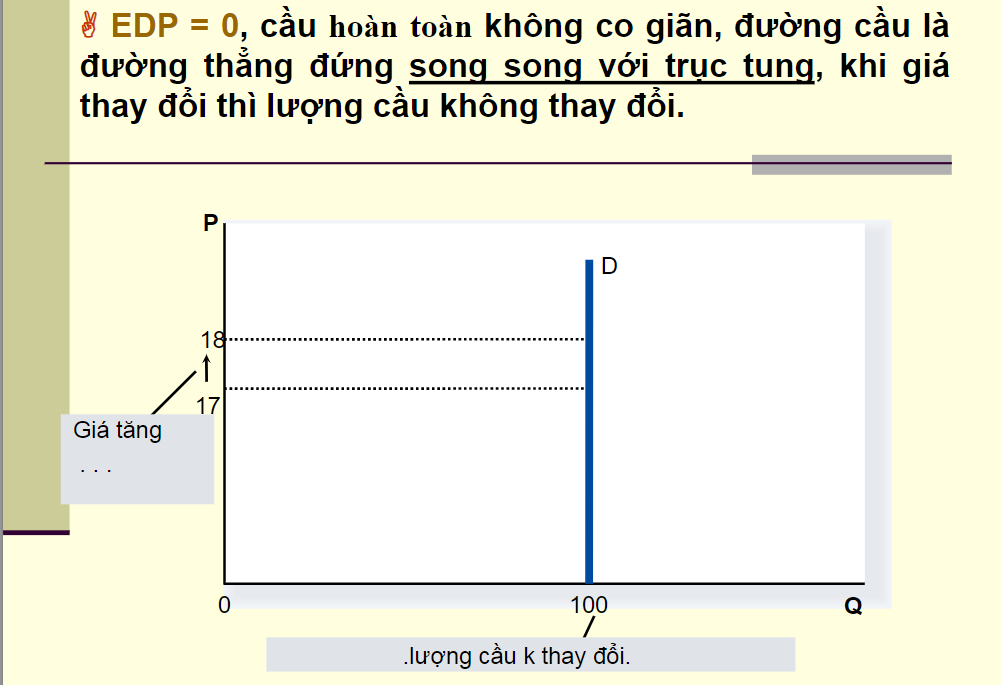 ✌ EDP = 0, cầu hoàn toàn không co giãn, đường cầu là
đường thẳng đứng song song với trục tung, khi giá
thay đổi thì lượng cầu không thay đổi.
P
D
18
17
Giá tăng
. . .
0
100
Q
.lượng cầu k thay đổi.